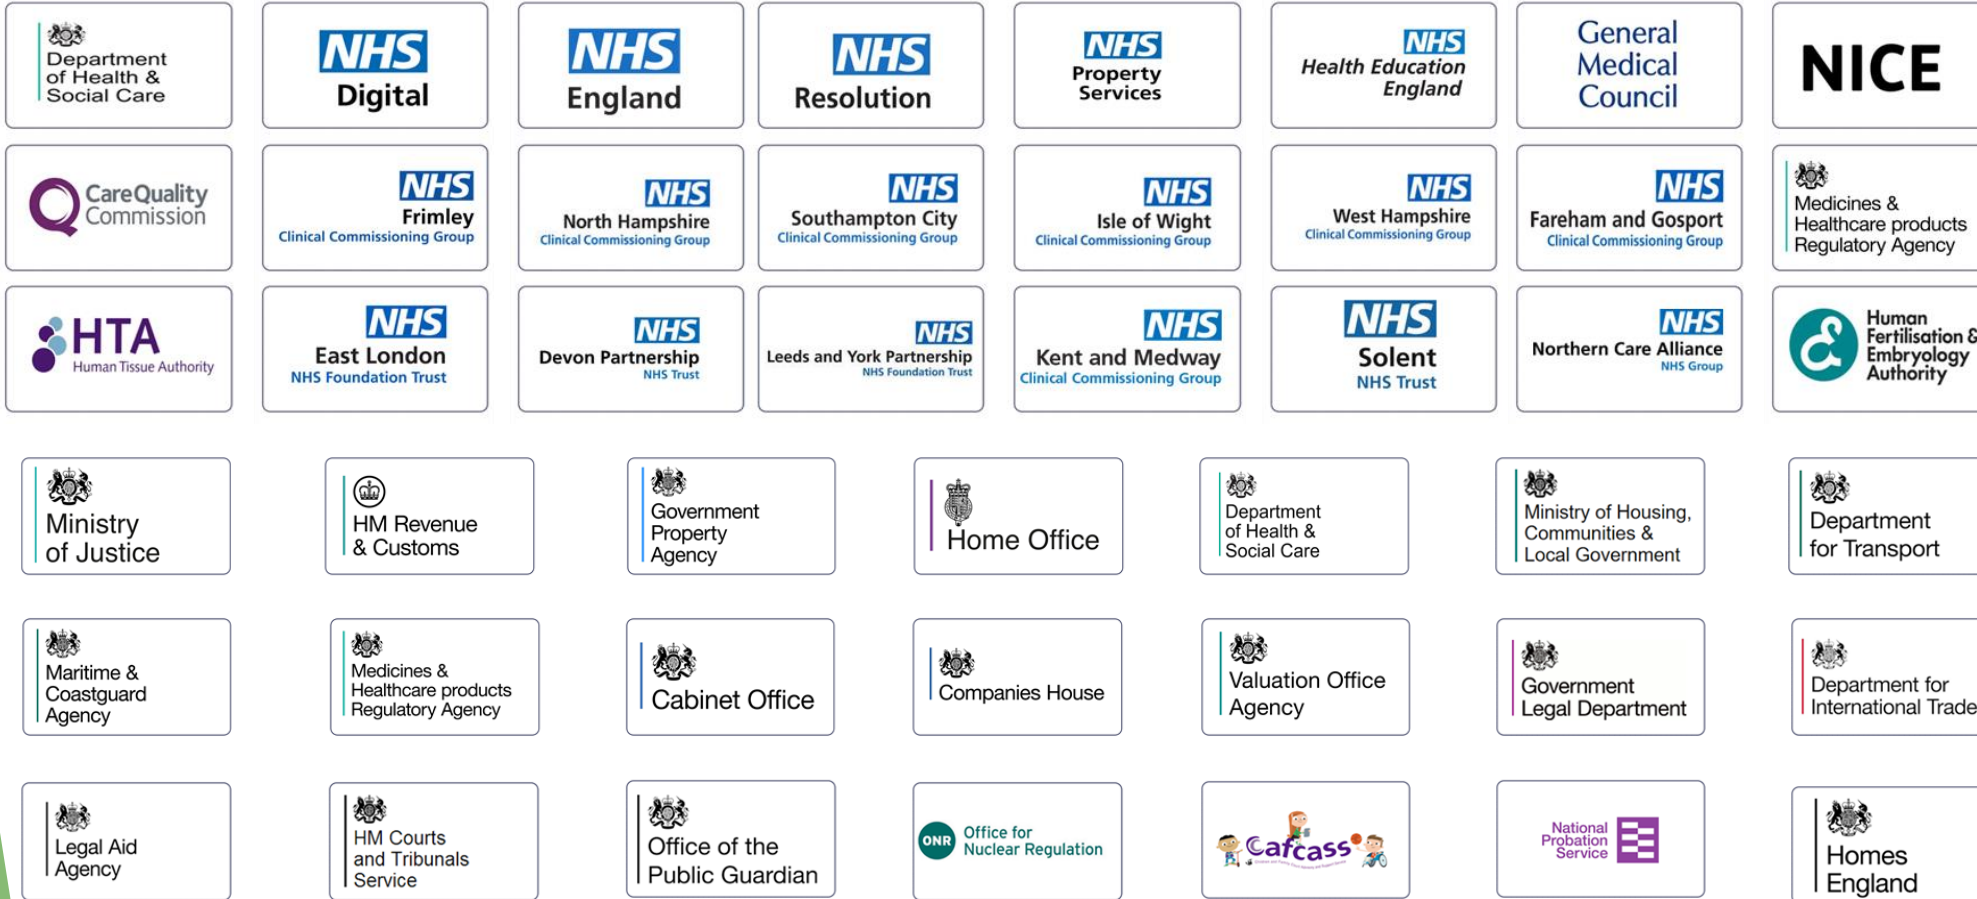 Department
of Health &
Social Care
NHS
Digital
NHS
England
NHS
Resolution
NHS
Property
Services
NHS
Health Education
England
General
Medical
Council
NICE
CareQuality
Commission
NHS
Frimley
Clinical Commissioning Group
NHS
North Hampshire
Clinical Commissioning Group
NHS
Southampton City
Clinical Commissioning Group
NHS
Isle of Wight
Clinical Commissioning Group
NHS
West Hampshire
Clinical Commissioning Group
NHS
Fareham and Gosport
Clinical Commissioning Group
Medicines &
Healthcare products
Regulatory Agency
HTA
Human Tissue Authority
NHS
East London
NHS Foundation Trust
NHS
Devon Partnership
NHS Trust
NHS
Leeds and York Partnership
NHS Foundation Trust
NHS
Kent and Medway
Clinical Commissioning Group
NHS
Solent
NHS Trust
NHS
Northern Care Alliance
NHS Group
Human
Fertilisation &
Embryology
Authority
Ministry
of Justice
HM Revenue
& Customs
Government
Property
Agency
Home Office
Department
of Health &
Social Care
Ministry of Housing,
Communities &
Local Government
Department
for Transport
Maritime &
Coastguard
Agency
Medicines &
Healthcare products
Regulatory Agency
Cabinet Office
Companies House
Valuation Office
Agency
Government
Legal Department
Department for
International Trade
Legal Aid
Agency
HM Courts
and Tribunals
Service
Office of the
Public Guardian
ONR
Office for
Nuclear Regulation
Cafcass
National
Probation
Service
Homes
England